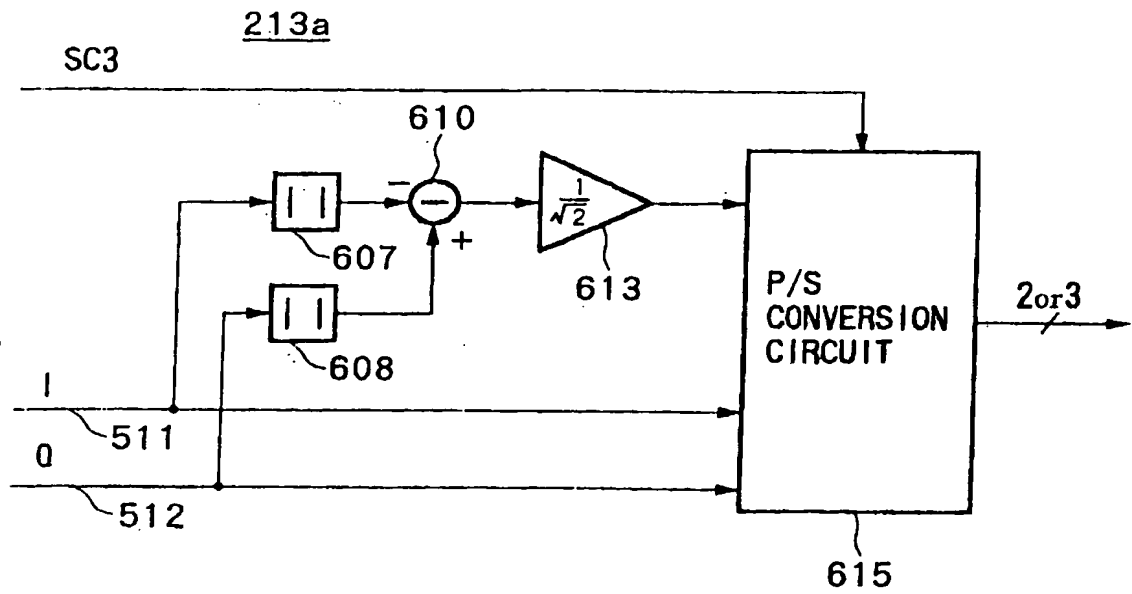 213a
SC3
610
| |
−
−
1
√2
+
607
613
P/S
CONVERSION
CIRCUIT
2or3
| |
608
I
511
Q
512
615